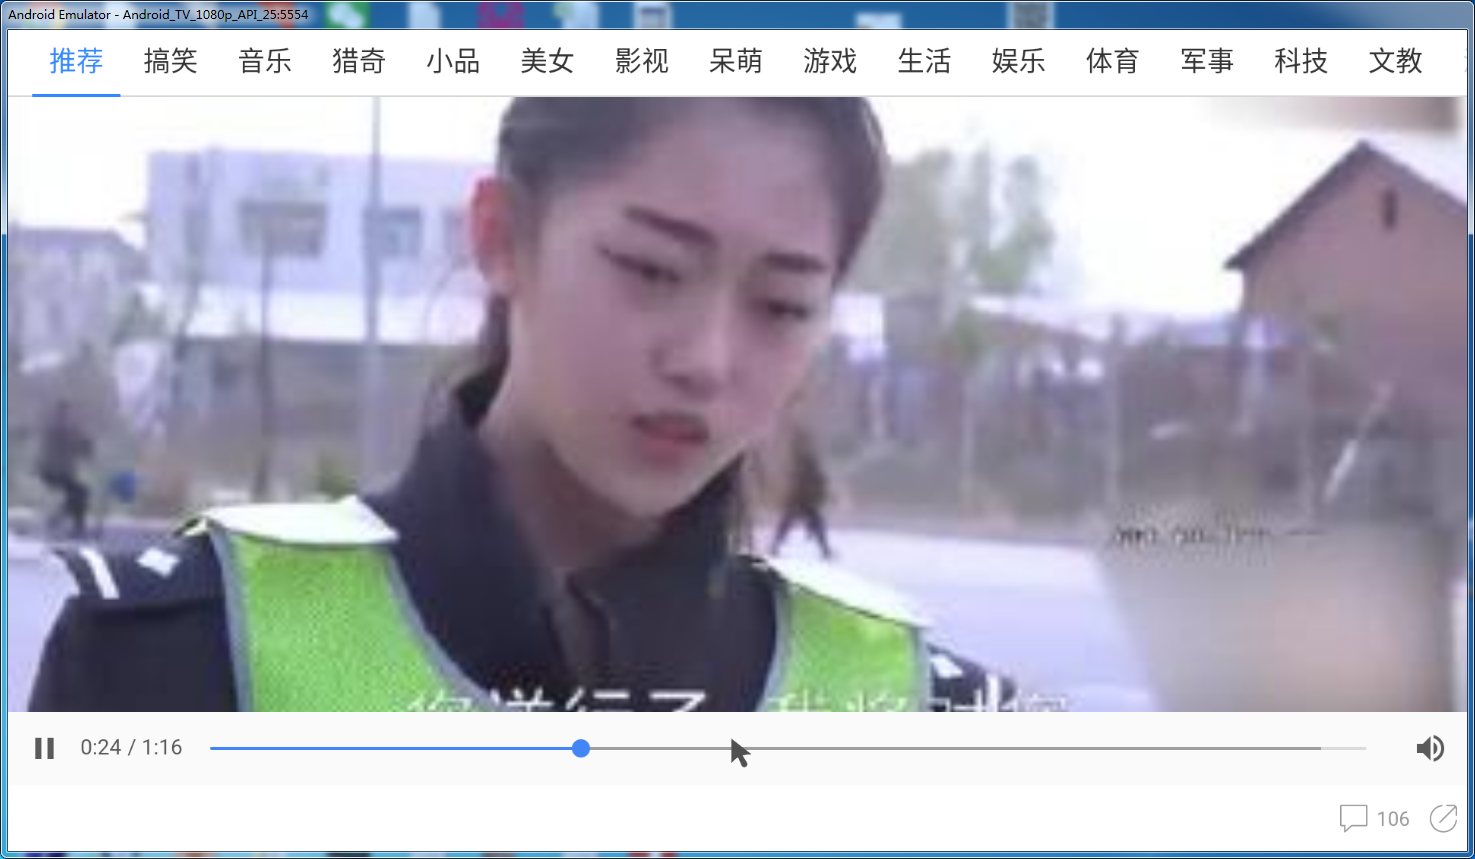 Android Emulator - Android_TV_1080p_API_25:5554
推荐 搞笑 音乐 猎奇 小品 美女 影视 呆萌 游戏 生活 娱乐 体育 军事 科技 文教
0:24 / 1:16
106